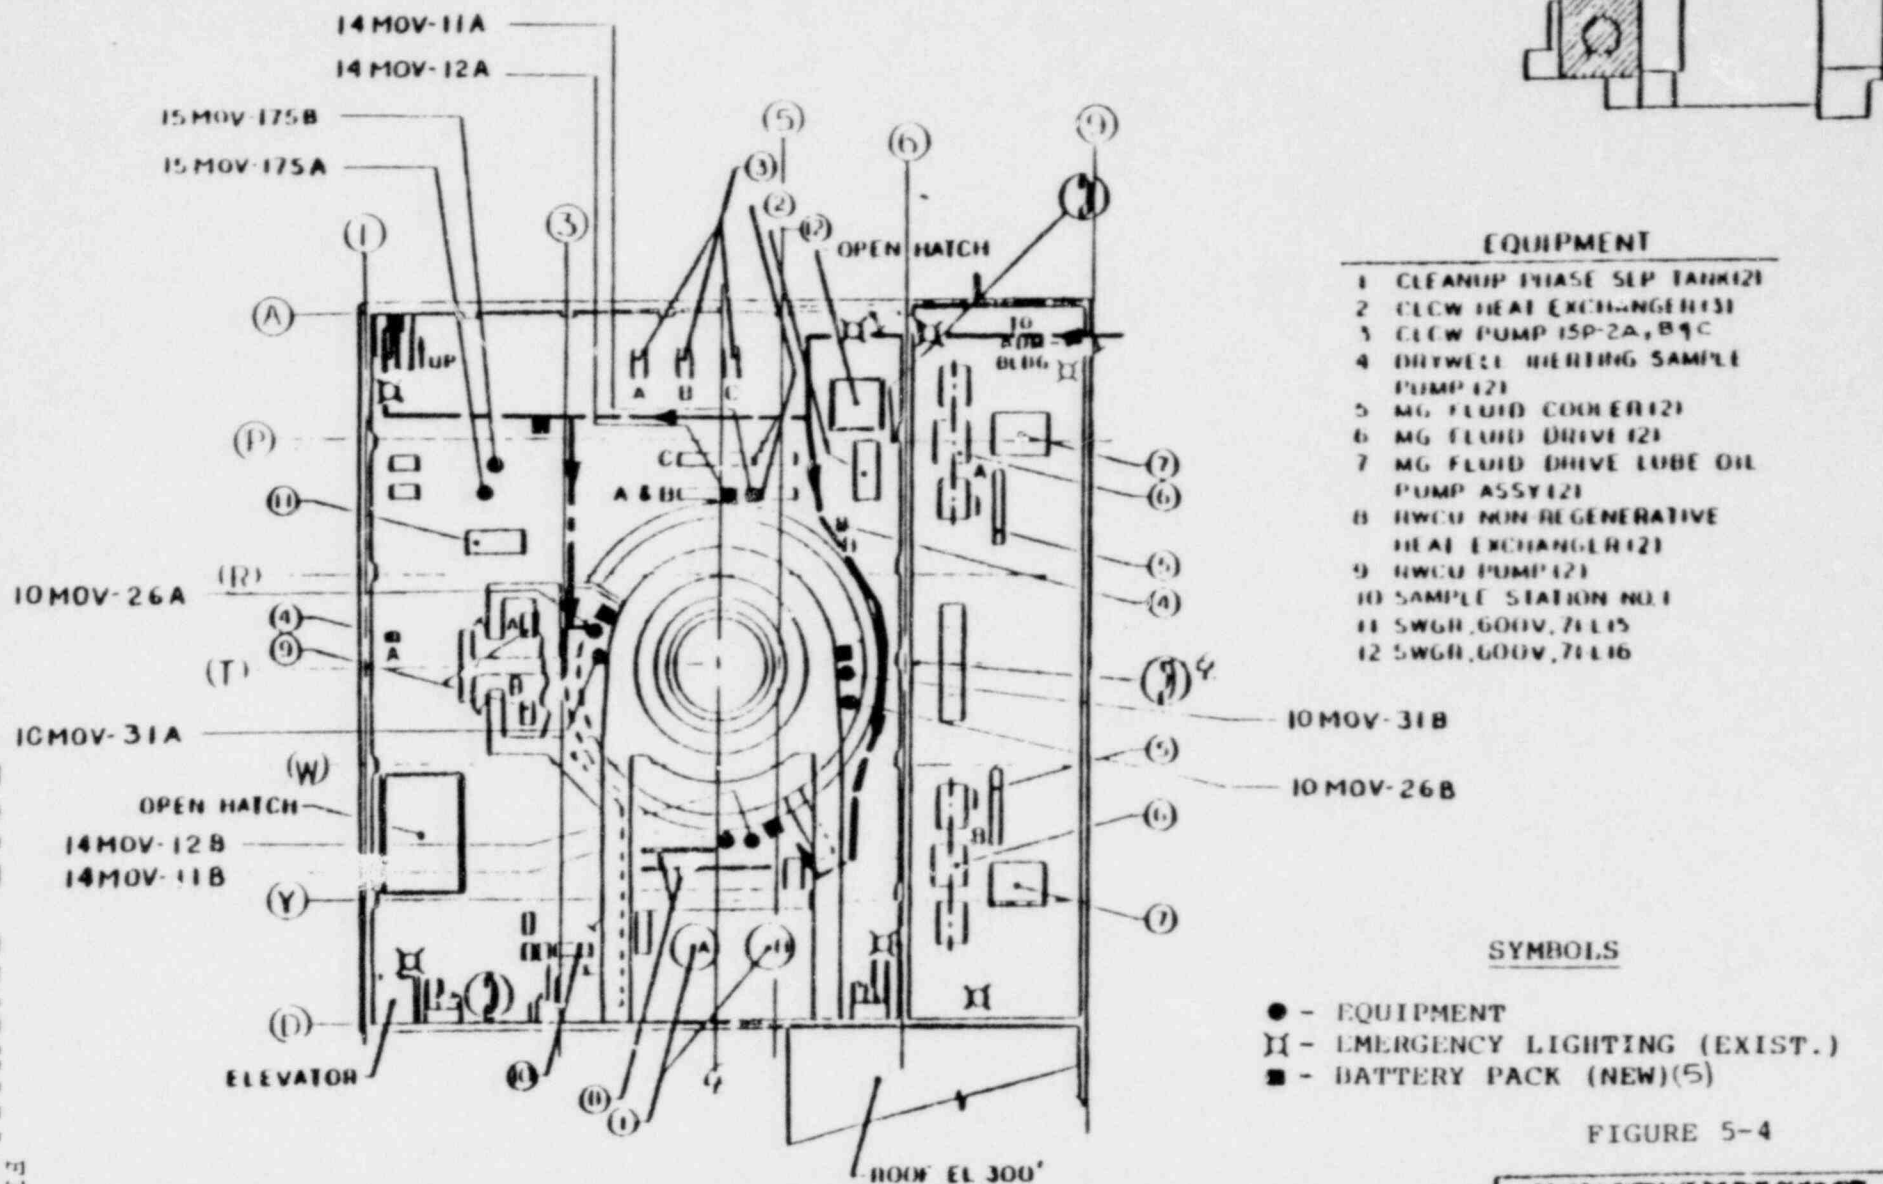 14 MOV-11A
14 MOV-12A
15 MOV-175B
15 MOV-175A
(1)
(3)
(5)
(6)
(9)
(3)
(2)
(12)
OPEN HATCH
(A)
UP
A B C
TO
BLDG
(P)
C
A & B
A
(7)
(6)
(11)
(5)
(R)
(4)
10 MOV-26A
(4)
(9)
A
A
(T)
10 MOV-31A
10 MOV-31B
(5)
10 MOV-26B
(W)
OPEN HATCH
14 MOV-12B
14 MOV-11B
B
(6)
(Y)
(7)
A
(D)
ELEVATOR
(10)
(8)
(1)
ROOF EL 300'
EQUIPMENT
1 CLEANUP PHASE SEP TANK(2)
2 CLCW HEAT EXCHANGER(3)
3 CLCW PUMP 15P-2A, B&C
4 DRYWELL INERTING SAMPLE
PUMP (2)
5 MG FLUID COOLER(2)
6 MG FLUID DRIVE (2)
7 MG FLUID DRIVE LUBE OIL
PUMP ASSY(2)
8 RWCU NON-REGENERATIVE
HEAT EXCHANGER(2)
9 RWCU PUMP (2)
10 SAMPLE STATION NO. 1
11 SWGR, 600V, 71 L15
12 SWGR, 600V, 71 L16
SYMBOLS
- EQUIPMENT
- EMERGENCY LIGHTING (EXIST.)
- BATTERY PACK (NEW)(5)
FIGURE 5-4